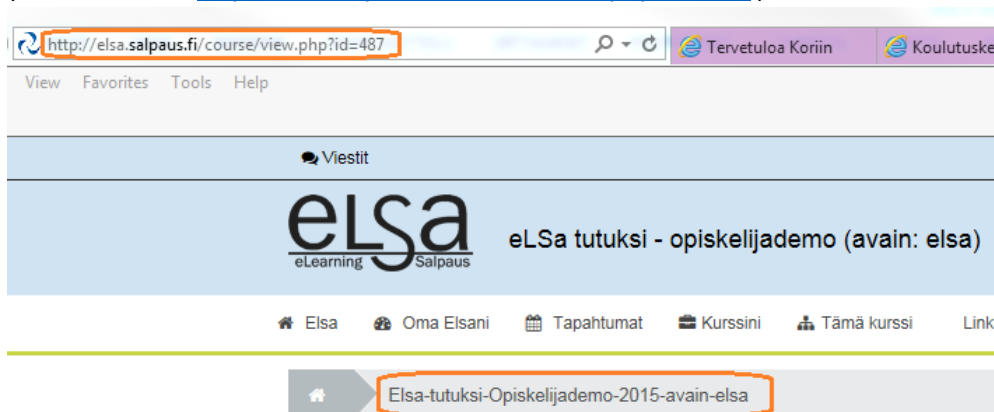 http://elsa.salpaus.fi/course/view.php?id=487 Tervetuloa Koriin Koulutuske
View Favorites Tools Help
Viestit
eLSa
eLearning Salpaus
eLSa tutuksi - opiskelijademo (avain: elsa)
Elsa Oma Elsani Tapahtumat Kurssini Tämä kurssi Link
Elsa-tutuksi-Opiskelijademo-2015-avain-elsa